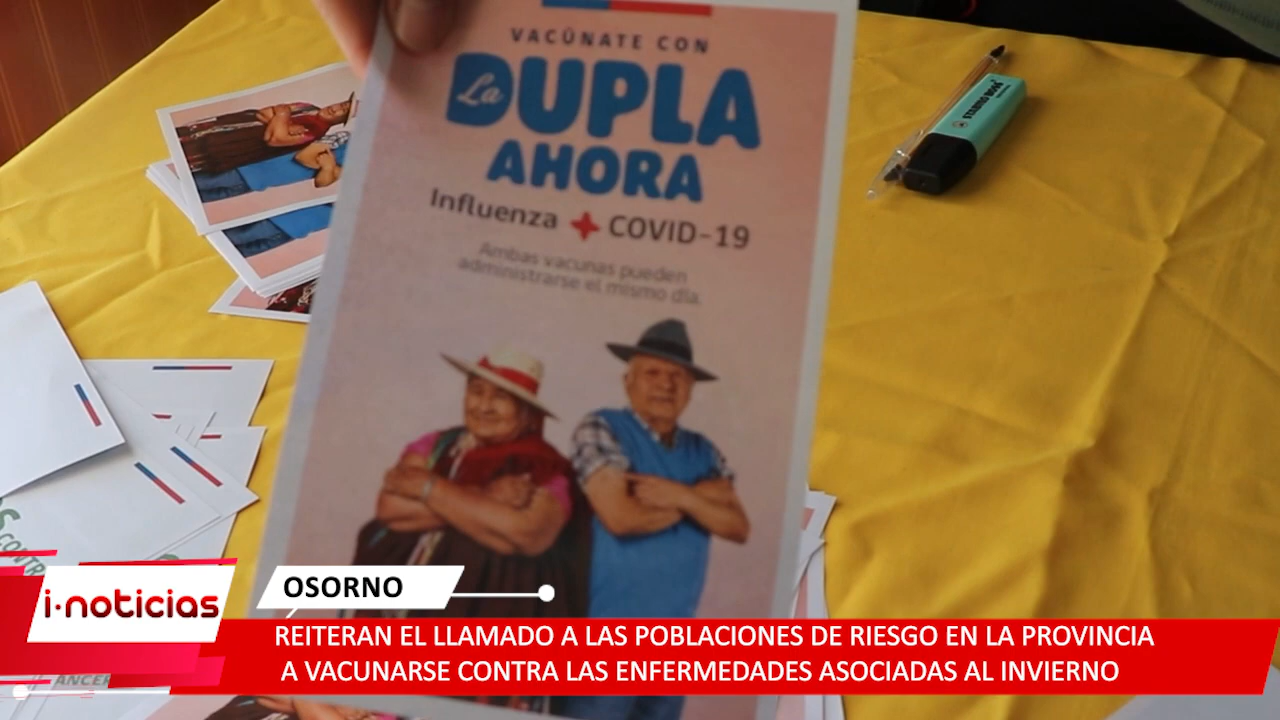 VACÚNATE CON
La DUPLA
AHORA
Influenza + COVID-19
Ambas vacunas pueden
administrarse el mismo día.
STABILO BOSS
CONTR
i·noticias
OSORNO
REITERAN EL LLAMADO A LAS POBLACIONES DE RIESGO EN LA PROVINCIA
A VACUNARSE CONTRA LAS ENFERMEDADES ASOCIADAS AL INVIERNO